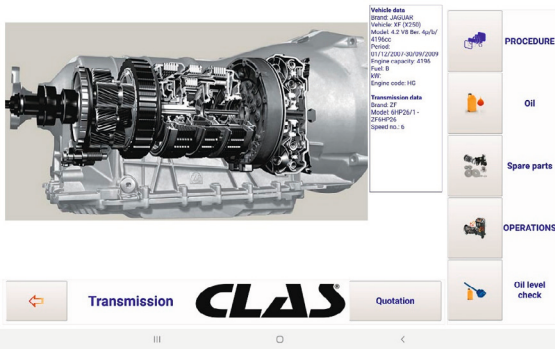 Vehicle data
Brand: JAGUAR
Vehicle: XF (X250)
Model: 4.2 V8 Ber. 4p/b/
4196cc
Period:
01/12/2007-30/09/2009
Engine capacity: 4196
Fuel: B
kW:
Engine code: HG
Transmission data
Brand: ZF
Model: 6HP26/1 -
ZF6HP26
Speed no.: 6
PROCEDURE
Oil
Spare parts
OPERATIONS
Oil level
check
Transmission
CLAS®
Quotation